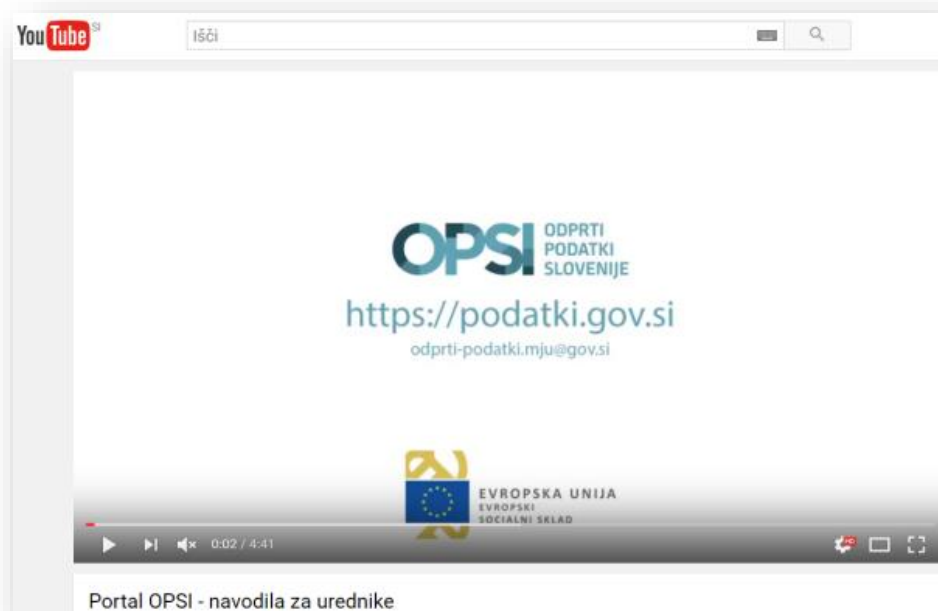 YouTube SI
Išči
OPSI ODPRTI
PODATKI
SLOVENIJE
https://podatki.gov.si
odprti-podatki.mju@gov.si
EVROPSKA UNIJA
EVROPSKI
SOCIALNI SKLAD
0:02 / 4:41
HD
Portal OPSI - navodila za urednike